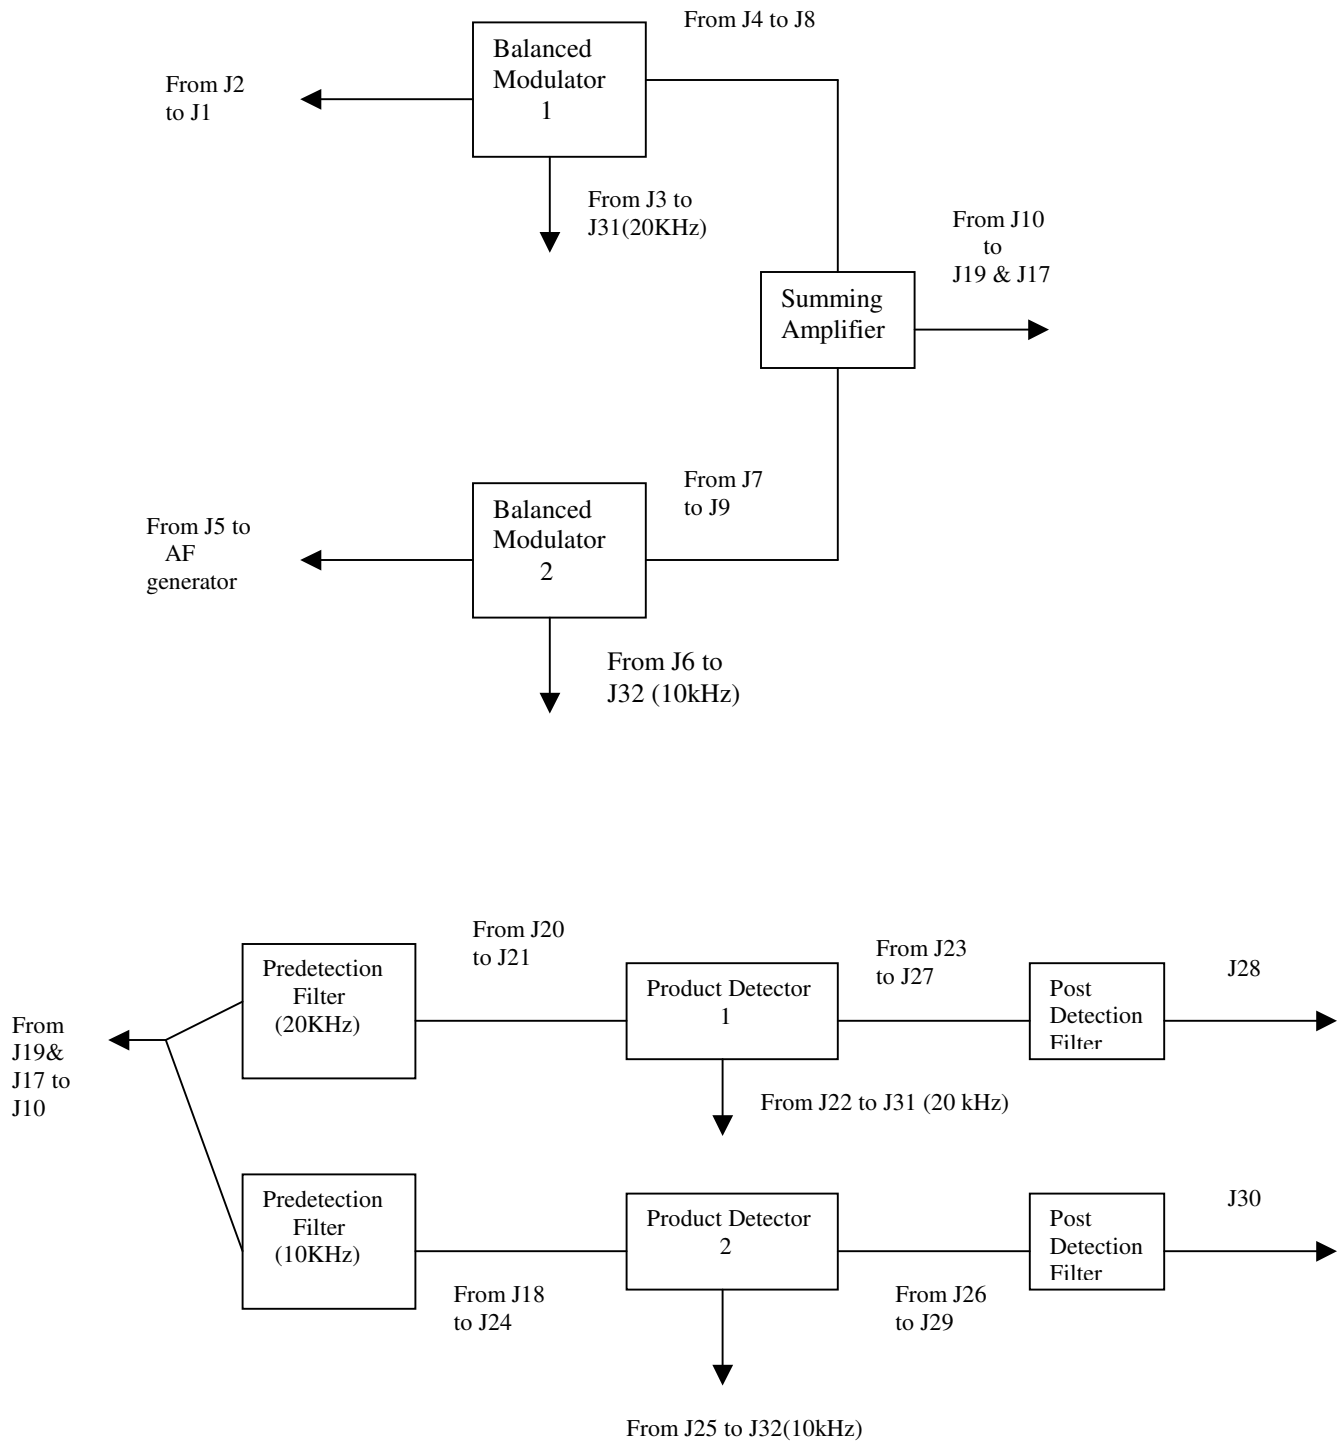 From J4 to J8
Balanced
Modulator
1
From J2
to J1
From J3 to
J31(20KHz)
From J10
to
J19 & J17
Summing
Amplifier
From J7
to J9
Balanced
Modulator
2
From J5 to
AF
generator
From J6 to
J32 (10kHz)
From J20
to J21
From J23
to J27
Predetection
Filter
(20KHz)
Product Detector
1
Post
Detection
Filter
J28
From
J19&
J17 to
J10
From J22 to J31 (20 kHz)
Predetection
Filter
(10KHz)
Product Detector
2
Post
Detection
Filter
J30
From J18
to J24
From J26
to J29
From J25 to J32(10kHz)